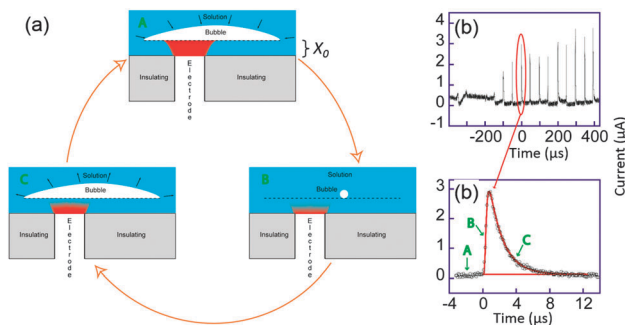 (a)
A
Solution
Bubble
X₀
Insulating
Electrode
Insulating
C
Solution
Bubble
Insulating
Electrode
Insulating
B
Solution
Bubble
Insulating
Electrode
Insulating
(b)
4
3
2
1
0
-1
-200 0 200 400
Time (µs)
Current (µA)
(b)
3
2
1
0
B
C
A
-4 0 4 8 12
Time (µs)